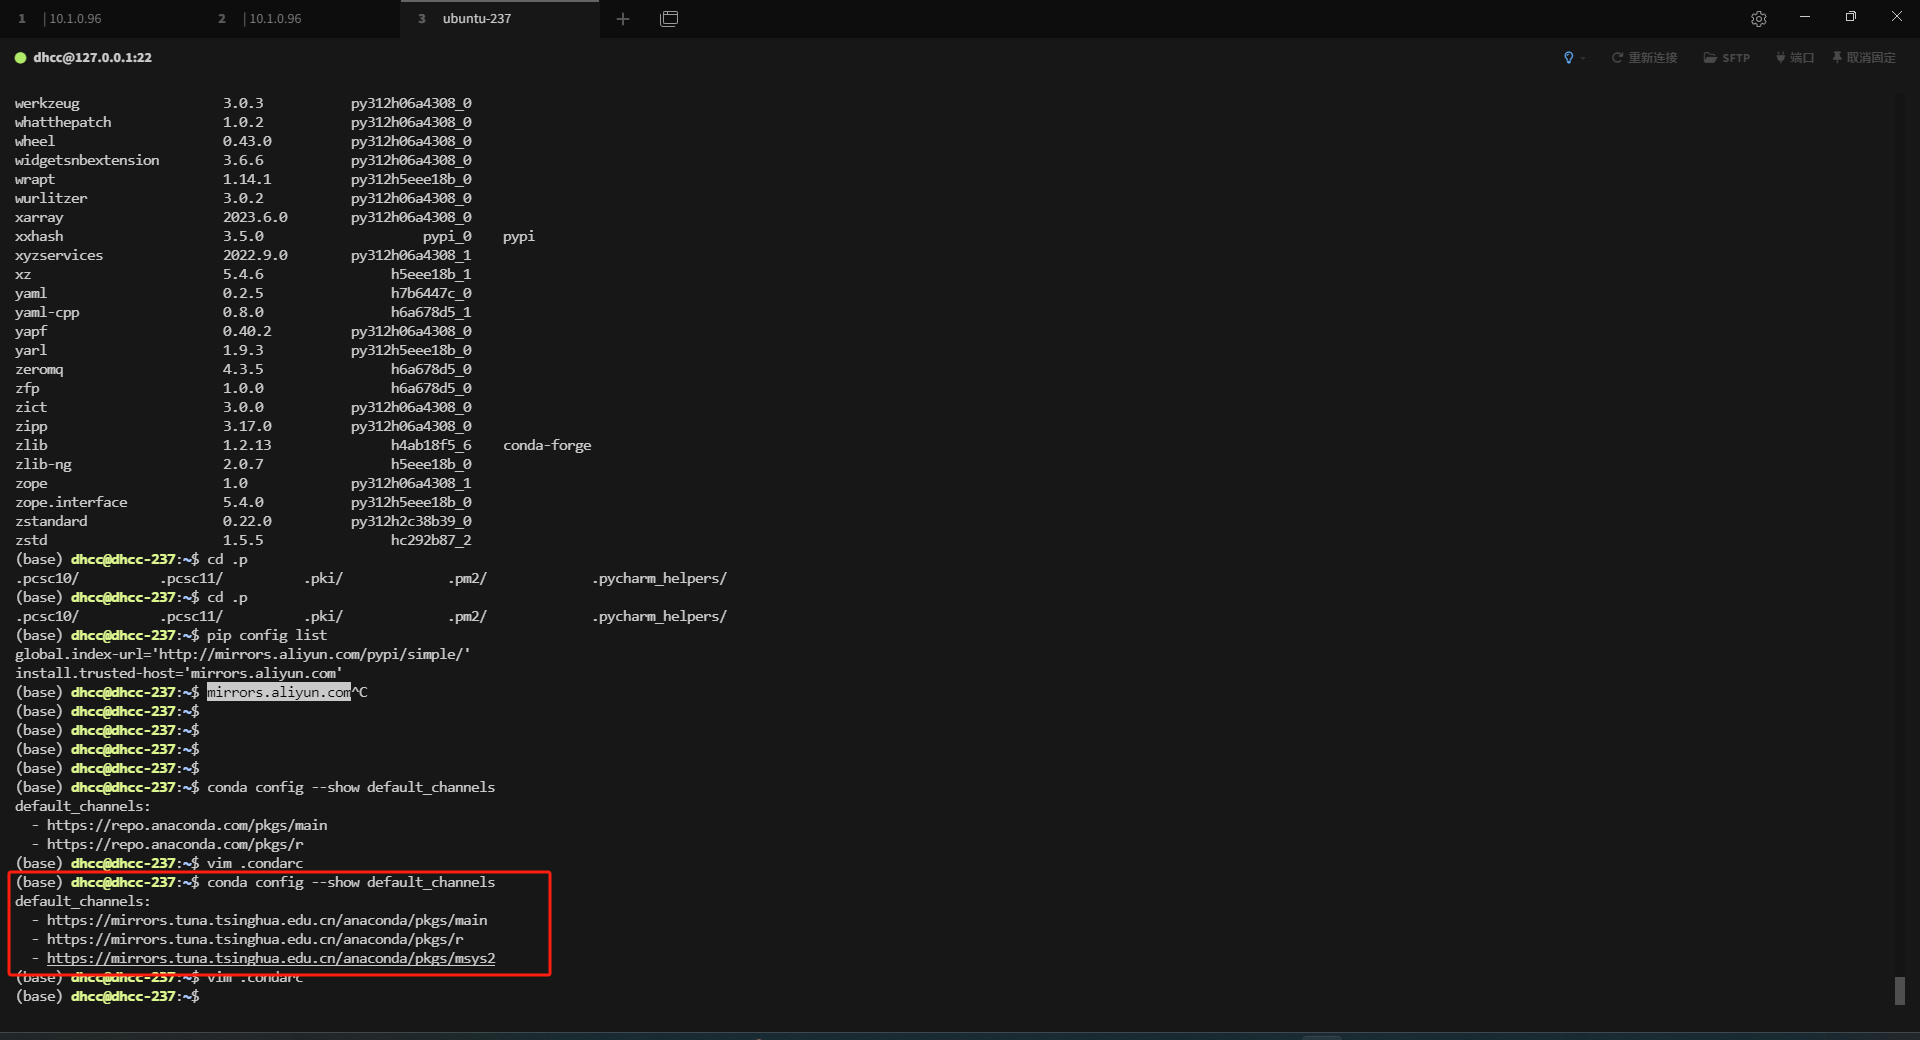 1 | 10.1.0.96 2 | 10.1.0.96 3 ubuntu-237
dhcc@127.0.0.1:22 重新连接 SFTP 端口 取消固定
werkzeug 3.0.3 py312h06a4308_0
whatthepatch 1.0.2 py312h06a4308_0
wheel 0.43.0 py312h06a4308_0
widgetsnbextension 3.6.6 py312h06a4308_0
wrapt 1.14.1 py312h5eee18b_0
wurlitzer 3.0.2 py312h06a4308_0
xarray 2023.6.0 py312h06a4308_0
xxhash 3.5.0 pypi_0 pypi
xyzservices 2022.9.0 py312h06a4308_1
xz 5.4.6 h5eee18b_1
yaml 0.2.5 h7b6447c_0
yaml-cpp 0.8.0 h6a678d5_1
yapf 0.40.2 py312h06a4308_0
yarl 1.9.3 py312h5eee18b_0
zeromq 4.3.5 h6a678d5_0
zfp 1.0.0 h6a678d5_0
zict 3.0.0 py312h06a4308_0
zipp 3.17.0 py312h06a4308_0
zlib 1.2.13 h4ab18f5_6 conda-forge
zlib-ng 2.0.7 h5eee18b_0
zope 1.0 py312h06a4308_1
zope.interface 5.4.0 py312h5eee18b_0
zstandard 0.22.0 py312h2c38b39_0
zstd 1.5.5 hc292b87_2
(base) dhcc@dhcc-237:~$ cd .p
.pcsc10/ .pcsc11/ .pki/ .pm2/ .pycharm_helpers/
(base) dhcc@dhcc-237:~$ cd .p
.pcsc10/ .pcsc11/ .pki/ .pm2/ .pycharm_helpers/
(base) dhcc@dhcc-237:~$ pip config list
global.index-url='http://mirrors.aliyun.com/pypi/simple/'
install.trusted-host='mirrors.aliyun.com'
(base) dhcc@dhcc-237:~$ mirrors.aliyun.com^C
(base) dhcc@dhcc-237:~$
(base) dhcc@dhcc-237:~$
(base) dhcc@dhcc-237:~$
(base) dhcc@dhcc-237:~$
(base) dhcc@dhcc-237:~$ conda config --show default_channels
default_channels:
- https://repo.anaconda.com/pkgs/main
- https://repo.anaconda.com/pkgs/r
(base) dhcc@dhcc-237:~$ vim .condarc
(base) dhcc@dhcc-237:~$ conda config --show default_channels
default_channels:
- https://mirrors.tuna.tsinghua.edu.cn/anaconda/pkgs/main
- https://mirrors.tuna.tsinghua.edu.cn/anaconda/pkgs/r
- https://mirrors.tuna.tsinghua.edu.cn/anaconda/pkgs/msys2
(base) dhcc@dhcc-237:~$ vim .condarc
(base) dhcc@dhcc-237:~$